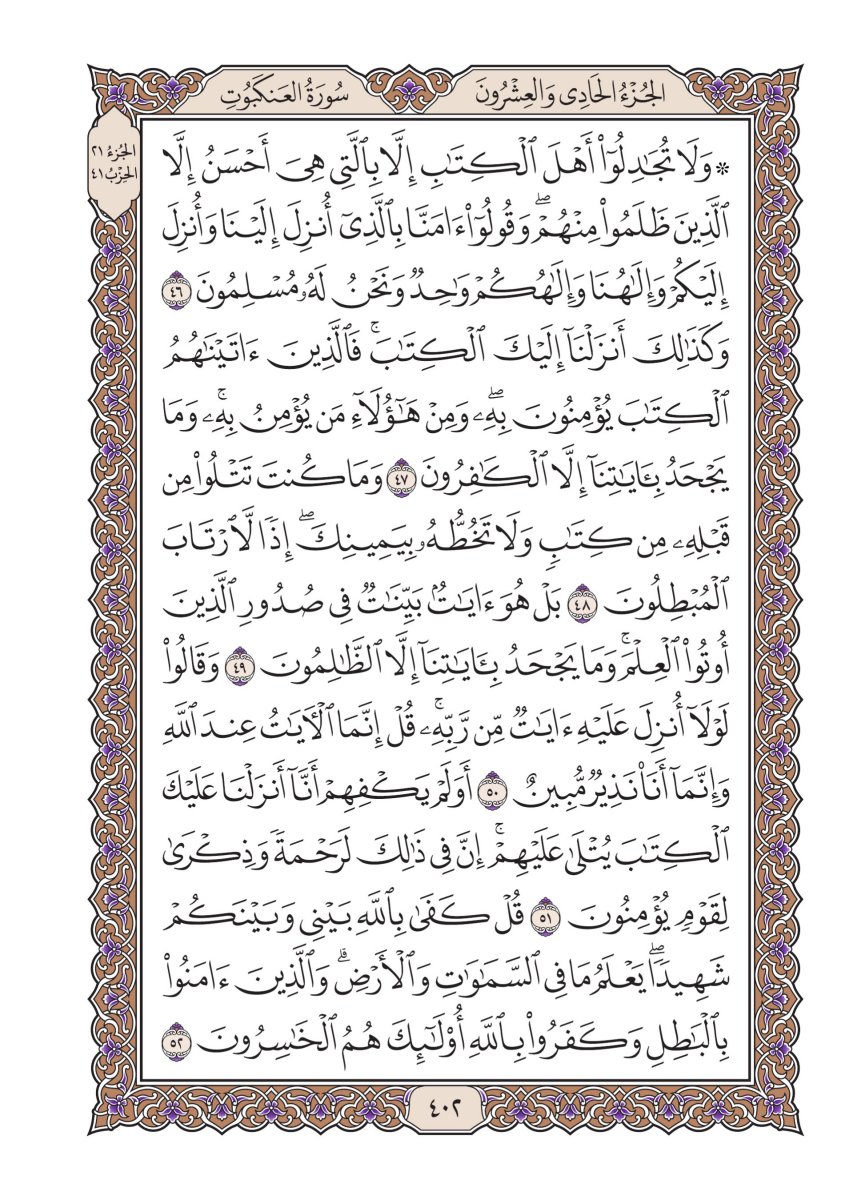 الجُزْءُ الحَادِي وَالعِشْرُونَ
سُورَةُ العَنكَبُوتِ
الجُزءُ ٢١
الحِزْبُ ٤١
۞ وَلَا تُجَٰدِلُوٓاْ أَهۡلَ ٱلۡكِتَٰبِ إِلَّا بِٱلَّتِي هِيَ أَحۡسَنُ إِلَّا
ٱلَّذِينَ ظَلَمُواْ مِنۡهُمۡۖ وَقُولُوٓاْ ءَامَنَّا بِٱلَّذِيٓ أُنزِلَ إِلَيۡنَا وَأُنزِلَ
إِلَيۡكُمۡ وَإِلَٰهُنَا وَإِلَٰهُكُمۡ وَٰحِدٞ وَنَحۡنُ لَهُۥ مُسۡلِمُونَ ٤٦
وَكَذَٰلِكَ أَنزَلۡنَآ إِلَيۡكَ ٱلۡكِتَٰبَۚ فَٱلَّذِينَ ءَاتَيۡنَٰهُمُ
ٱلۡكِتَٰبَ يُؤۡمِنُونَ بِهِۦۖ وَمِنۡ هَٰٓؤُلَآءِ مَن يُؤۡمِنُ بِهِۦۚ وَمَا
يَجۡحَدُ بِـَٔايَٰتِنَآ إِلَّا ٱلۡكَٰفِرُونَ ٤٧ وَمَا كُنتَ تَتۡلُواْ مِن
قَبۡلِهِۦ مِن كِتَٰبٖ وَلَا تَخُطُّهُۥ بِيَمِينِكَۖ إِذٗا لَّٱرۡتَابَ
ٱلۡمُبۡطِلُونَ ٤٨ بَلۡ هُوَ ءَايَٰتُۢ بَيِّنَٰتٞ فِي صُدُورِ ٱلَّذِينَ
أُوتُواْ ٱلۡعِلۡمَۚ وَمَا يَجۡحَدُ بِـَٔايَٰتِنَآ إِلَّا ٱلظَّٰلِمُونَ ٤٩ وَقَالُواْ
لَوۡلَآ أُنزِلَ عَلَيۡهِ ءَايَٰتٞ مِّن رَّبِّهِۦۚ قُلۡ إِنَّمَا ٱلۡأٓيَٰتُ عِندَ ٱللَّهِ
وَإِنَّمَآ أَنَا۠ نَذِيرٞ مُّبِينٌ ٥٠ أَوَلَمۡ يَكۡفِهِمۡ أَنَّآ أَنزَلۡنَا عَلَيۡكَ
ٱلۡكِتَٰبَ يُتۡلَىٰ عَلَيۡهِمۡۚ إِنَّ فِي ذَٰلِكَ لَرَحۡمَةٗ وَذِكۡرَىٰ
لِقَوۡمٖ يُؤۡمِنُونَ ٥١ قُلۡ كَفَىٰ بِٱللَّهِ بَيۡنِي وَبَيۡنَكُمۡ
شَهِيدٗاۖ يَعۡلَمُ مَا فِي ٱلسَّمَٰوَٰتِ وَٱلۡأَرۡضِۗ وَٱلَّذِينَ ءَامَنُواْ
بِٱلۡبَٰطِلِ وَكَفَرُواْ بِٱللَّهِ أُوْلَٰٓئِكَ هُمُ ٱلۡخَٰسِرُونَ ٥٢
٤٠٢